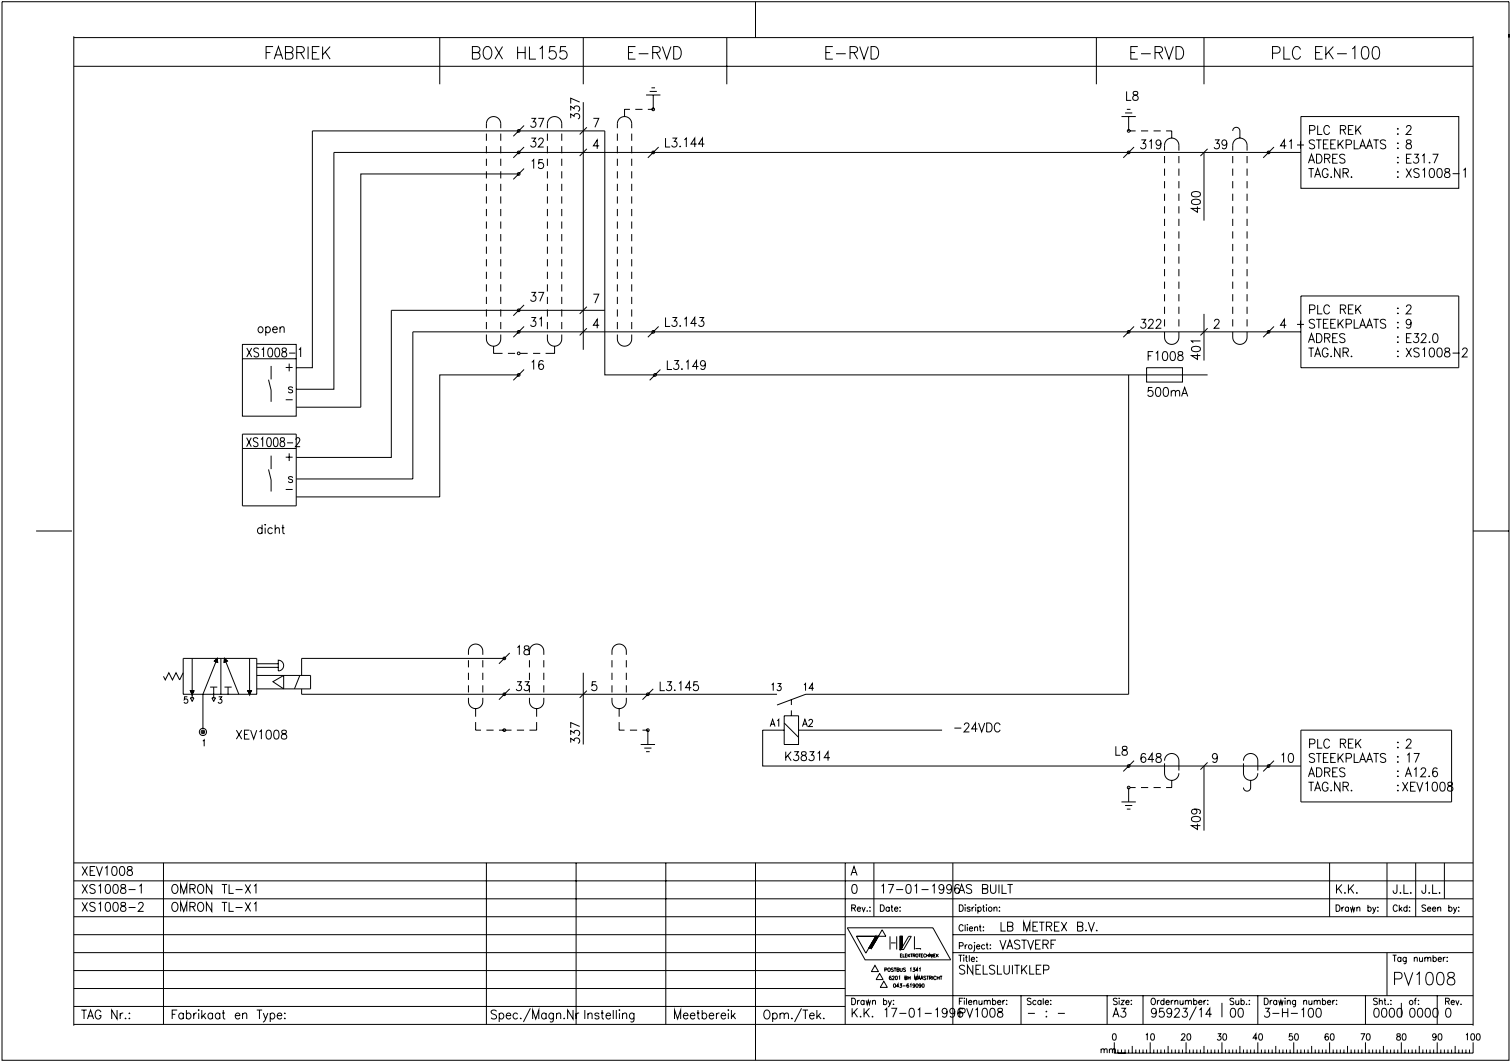 FABRIEK BOX HL155 E-RVD E-RVD E-RVD PLC EK-100
337
L8
37 7
32 4 L3.144 319 39 41 +
15
PLC REK : 2
STEEKPLAATS : 8
ADRES : E31.7
TAG.NR. : XS1008-1
400
37 7
31 4 L3.143 322 2 4 +
16 L3.149
401
F1008
500mA
PLC REK : 2
STEEKPLAATS : 9
ADRES : E32.0
TAG.NR. : XS1008-2
open
XS1008-1
+
S
-
XS1008-2
+
S
-
dicht
18
33 5 L3.145 13 14
5 3
1
XEV1008
337
A1 A2
-24VDC
K38314
L8
648 9 10
409
PLC REK : 2
STEEKPLAATS : 17
ADRES : A12.6
TAG.NR. : XEV1008
XEV1008
XS1008-1 OMRON TL-X1
XS1008-2 OMRON TL-X1
TAG Nr.: Fabrikaat en Type: Spec./Magn.Nr Instelling Meetbereik Opm./Tek.
A
0 17-01-1996 AS BUILT K.K. J.L. J.L.
Rev.: Date: Disription: Drawn by: Ckd: Seen by:
HVL
ELEKTROTECHNIEK
POSTBUS 1341
6201 BH MAASTRICHT
043-619090
Client: LB METREX B.V.
Project: VASTVERF
Title:
SNELSLUITKLEP
Tag number:
PV1008
Drawn by: Filenumber: Scale: Size: Ordernumber: Sub.: Drawing number: Sht.: of: Rev.
K.K. 17-01-1996 PV1008 - : - A3 95923/14 00 3-H-100 0000 0000 0
0 10 20 30 40 50 60 70 80 90 100
mm